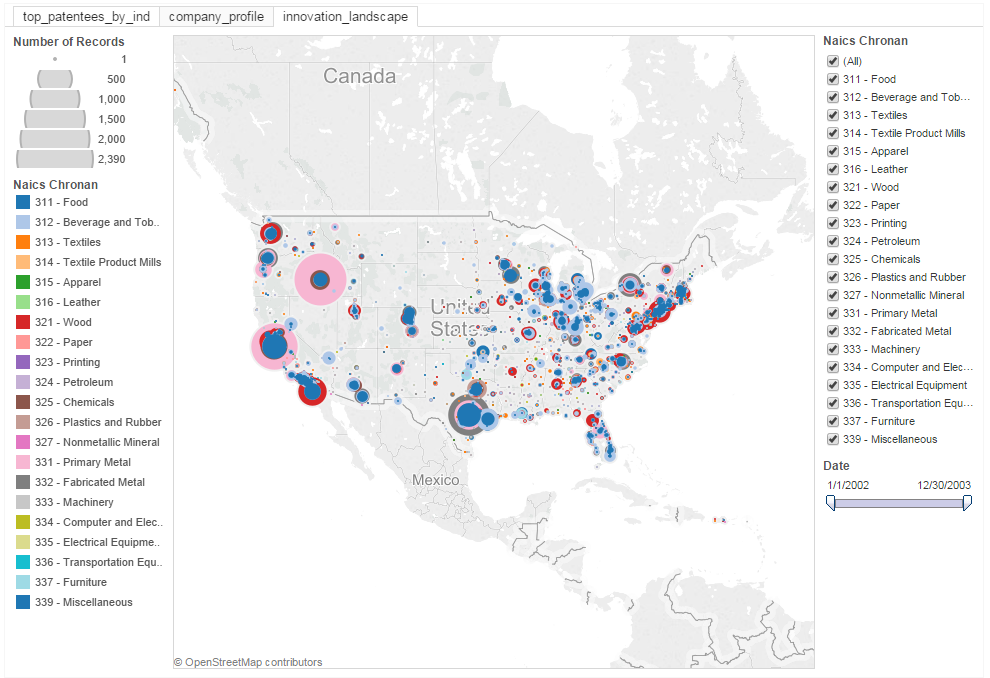 top_patentees_by_ind company_profile innovation_landscape
Number of Records
1
500
1,000
1,500
2,000
2,390
Naics Chronan
311 - Food
312 - Beverage and Tob..
313 - Textiles
314 - Textile Product Mills
315 - Apparel
316 - Leather
321 - Wood
322 - Paper
323 - Printing
324 - Petroleum
325 - Chemicals
326 - Plastics and Rubber
327 - Nonmetallic Mineral
331 - Primary Metal
332 - Fabricated Metal
333 - Machinery
334 - Computer and Elec..
335 - Electrical Equipme..
336 - Transportation Equ..
337 - Furniture
339 - Miscellaneous
Canada
United
States
Mexico
© OpenStreetMap contributors
Naics Chronan
(All)
311 - Food
312 - Beverage and Tob...
313 - Textiles
314 - Textile Product Mills
315 - Apparel
316 - Leather
321 - Wood
322 - Paper
323 - Printing
324 - Petroleum
325 - Chemicals
326 - Plastics and Rubber
327 - Nonmetallic Mineral
331 - Primary Metal
332 - Fabricated Metal
333 - Machinery
334 - Computer and Elec...
335 - Electrical Equipment
336 - Transportation Equ...
337 - Furniture
339 - Miscellaneous
Date
1/1/2002 12/30/2003